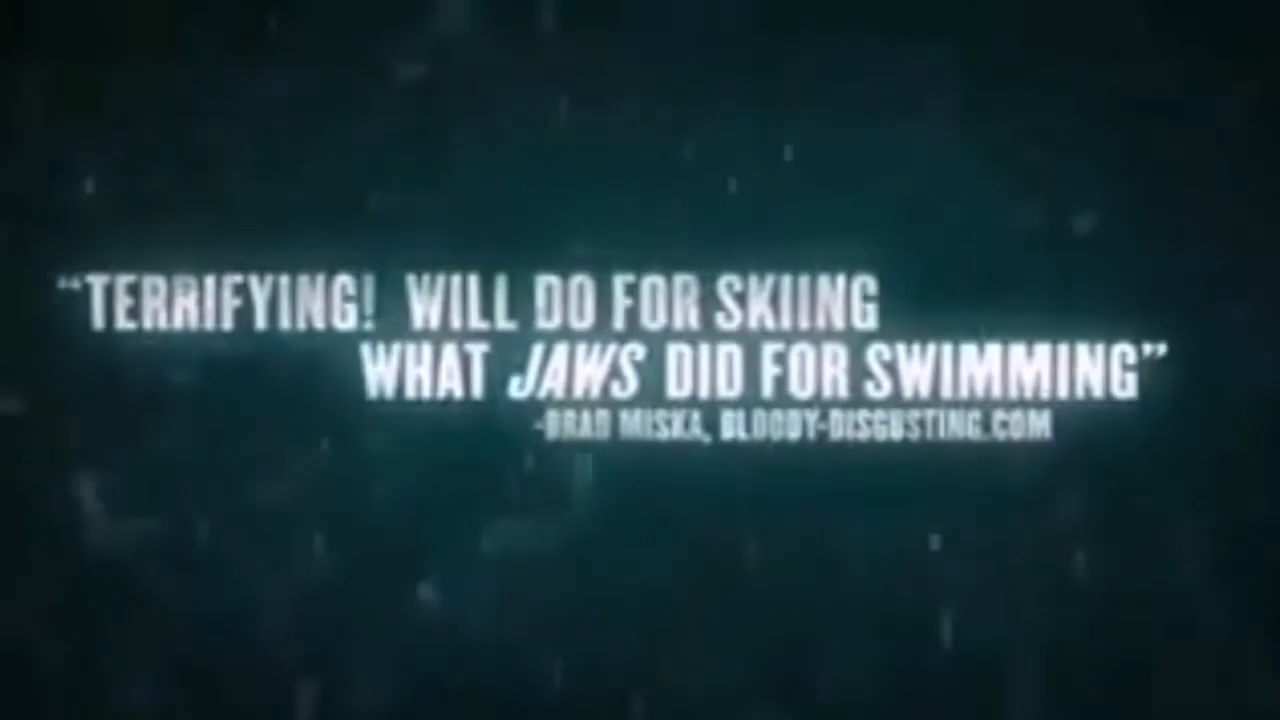 “TERRIFYING! WILL DO FOR SKIING
WHAT JAWS DID FOR SWIMMING”
-BRAD MISKA, BLOODY-DISGUSTING.COM